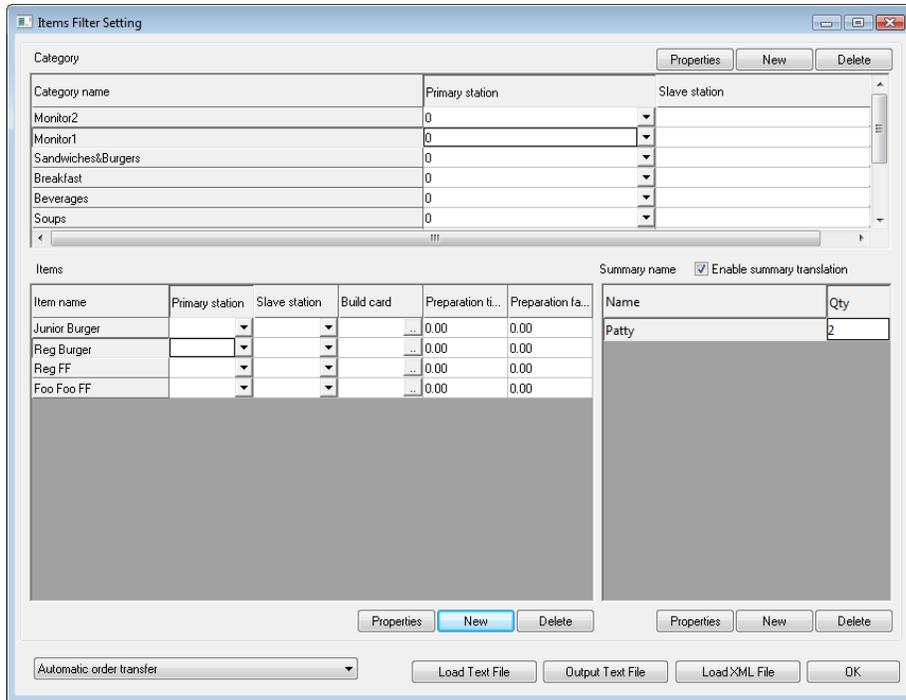 Items Filter Setting
Category Properties New Delete
Category name Primary station Slave station
Monitor2 0
Monitor1 0
Sandwiches&Burgers 0
Breakfast 0
Beverages 0
Soups 0
Items Summary name Enable summary translation
Item name Primary station Slave station Build card Preparation ti... Preparation fa... Name Qty
Junior Burger .. 0.00 0.00 Patty 2
Reg Burger .. 0.00 0.00
Reg FF .. 0.00 0.00
Foo Foo FF .. 0.00 0.00
Properties New Delete Properties New Delete
Automatic order transfer Load Text File Output Text File Load XML File OK